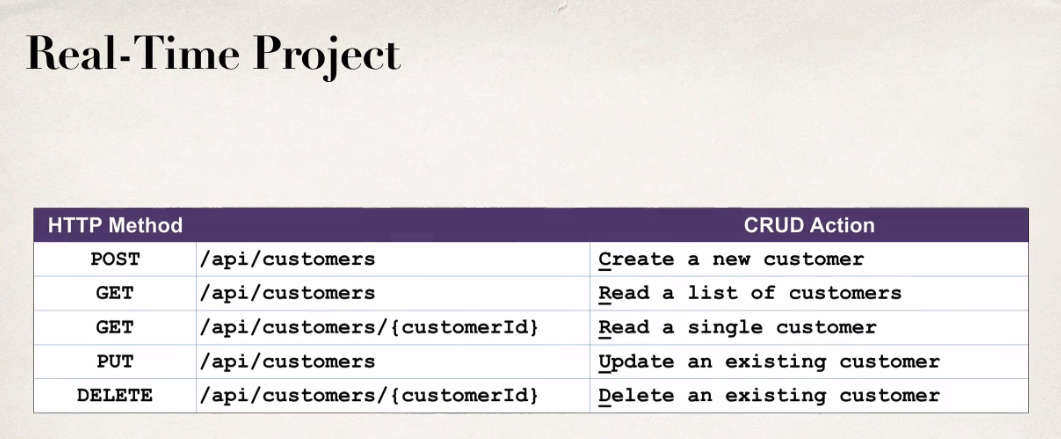 Real-Time Project
HTTP Method CRUD Action
POST /api/customers Create a new customer
GET /api/customers Read a list of customers
GET /api/customers/{customerId} Read a single customer
PUT /api/customers Update an existing customer
DELETE /api/customers/{customerId} Delete an existing customer